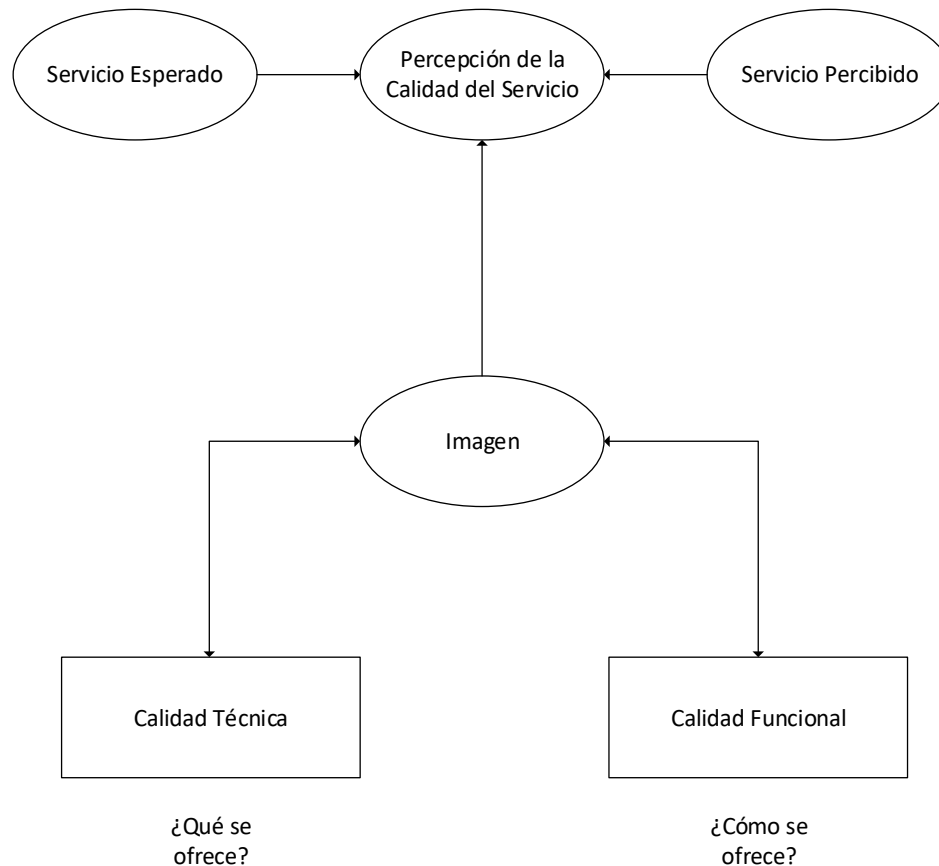 Servicio Esperado
Percepción de la
Calidad del Servicio
Servicio Percibido
Imagen
Calidad Técnica
Calidad Funcional
¿Qué se
ofrece?
¿Cómo se
ofrece?